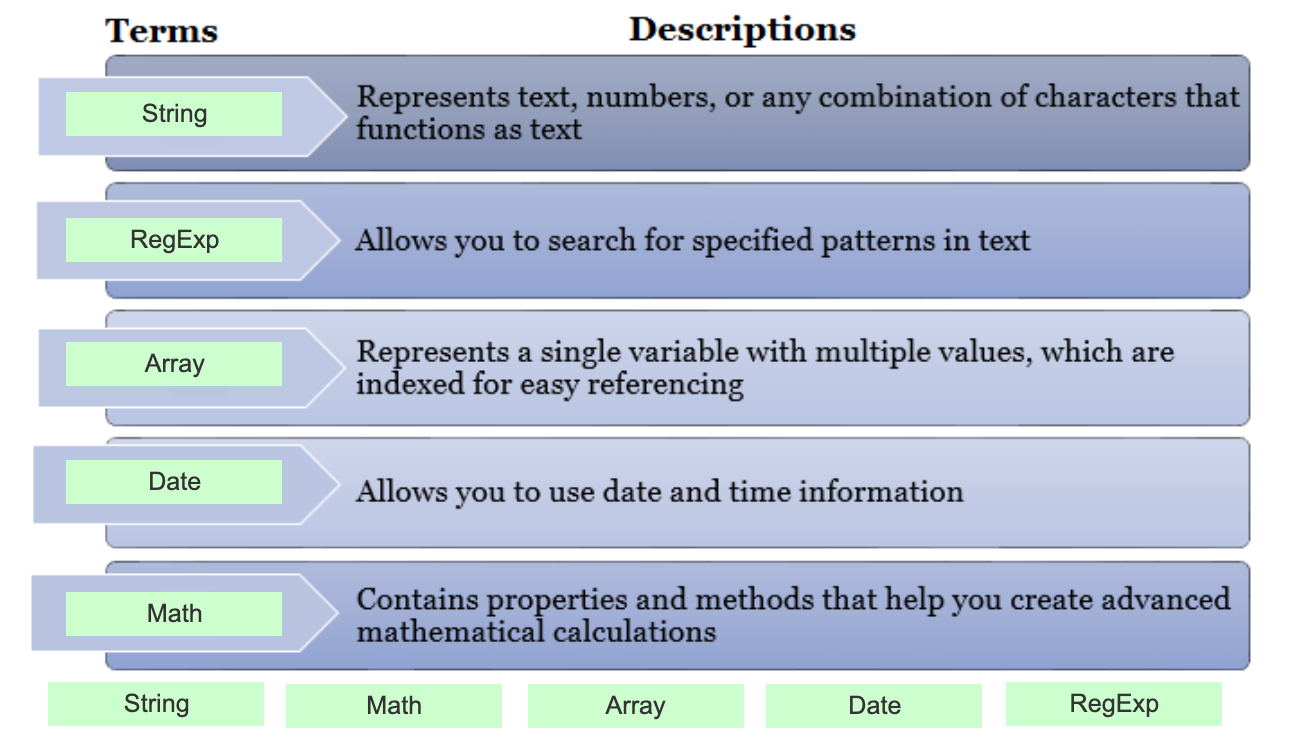 Terms
Descriptions
String
Represents text, numbers, or any combination of characters that
functions as text
RegExp
Allows you to search for specified patterns in text
Array
Represents a single variable with multiple values, which are
indexed for easy referencing
Date
Allows you to use date and time information
Math
Contains properties and methods that help you create advanced
mathematical calculations
String
Math
Array
Date
RegExp